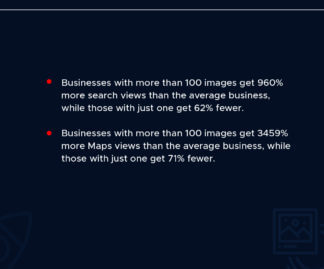 Businesses with more than 100 images get 960%
more search views than the average business,
while those with just one get 62% fewer.
Businesses with more than 100 images get 3459%
more Maps views than the average business, while
those with just one get 71% fewer.